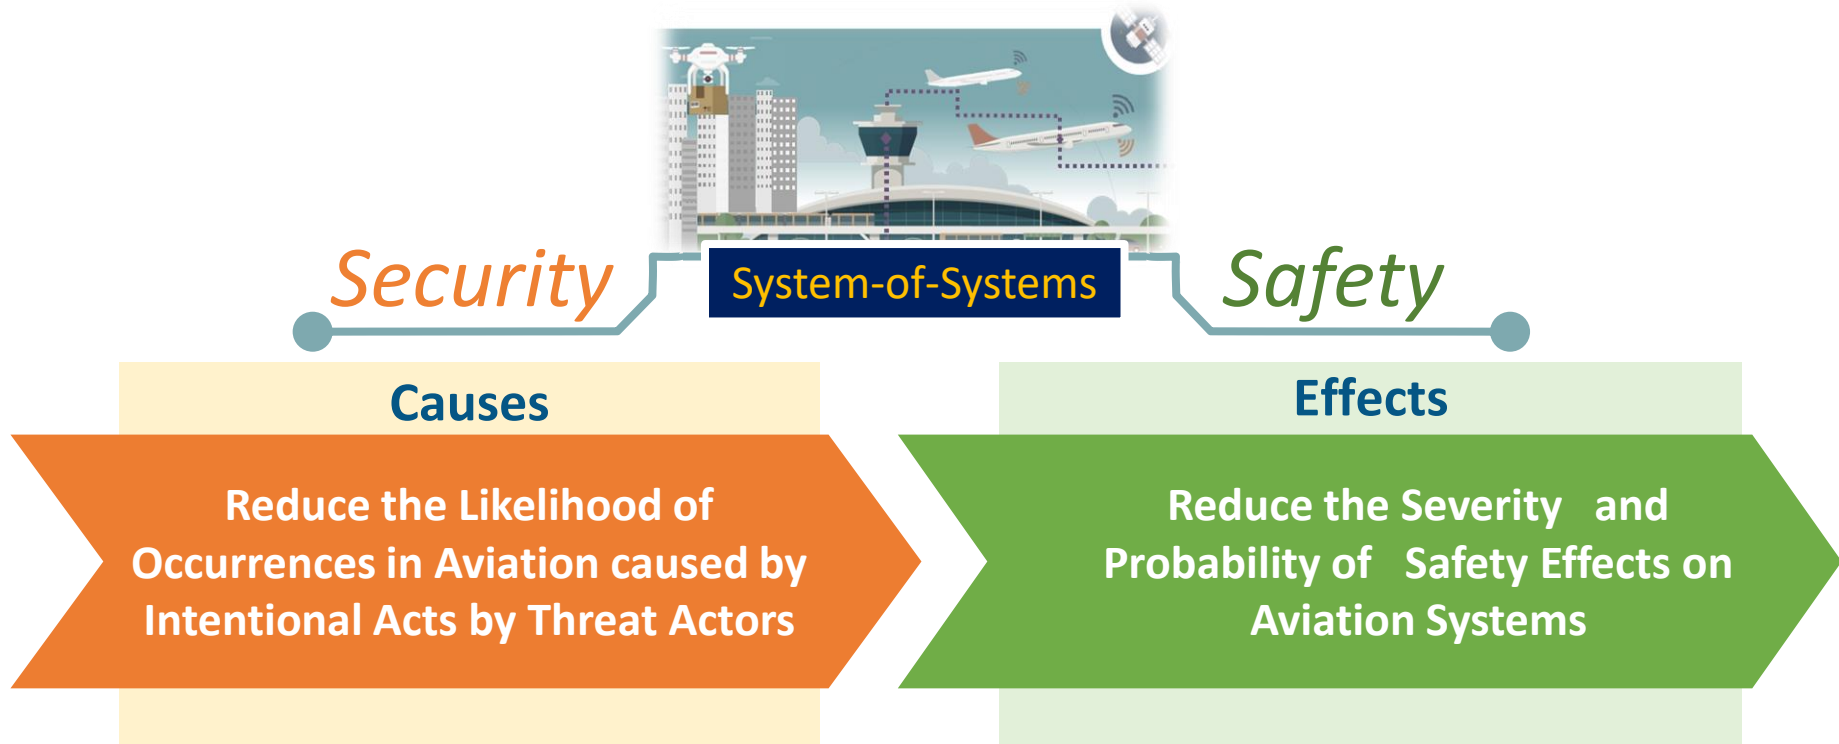 Security
System-of-Systems
Safety
Causes
Reduce the Likelihood of
Occurrences in Aviation caused by
Intentional Acts by Threat Actors
Effects
Reduce the Severity and
Probability of Safety Effects on
Aviation Systems